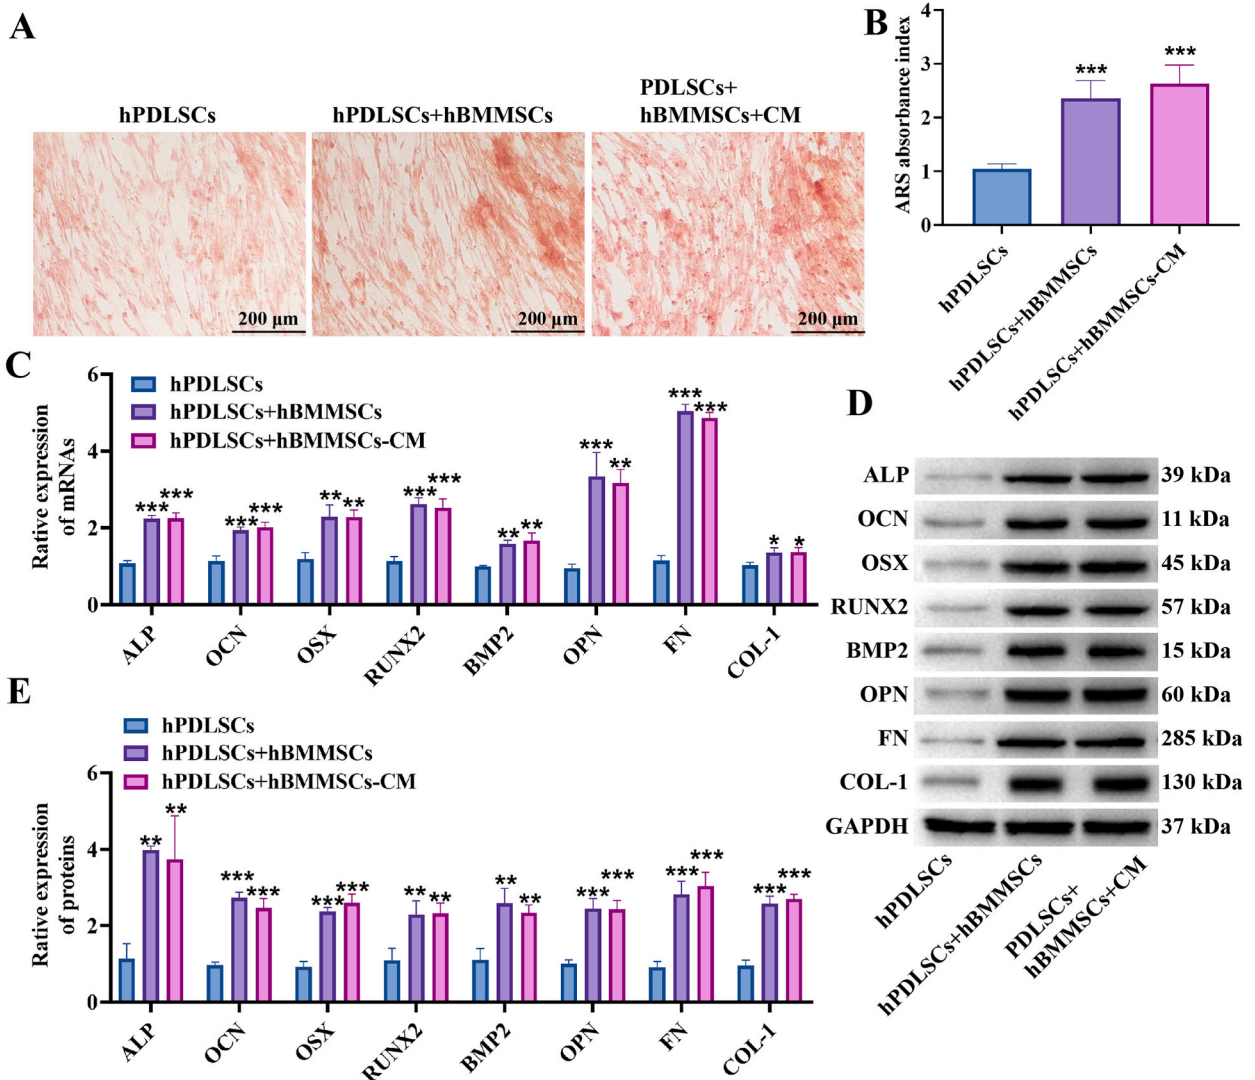 A
hPDLSCs
hPDLSCs+hBMMSCs
PDLSCs+
hBMMSCs+CM
200 μm
200 μm
200 μm
B
ARS absorbance index
4
3
2
1
0
***
***
hPDLSCs
hPDLSCs+hBMMSCs
hPDLSCs+hBMMSCs-CM
C
hPDLSCs
hPDLSCs+hBMMSCs
hPDLSCs+hBMMSCs-CM
Rative expression
of mRNAs
6
4
2
0
***
***
***
***
**
**
***
***
**
**
***
**
***
***
*
*
ALP
OCN
OSX
RUNX2
BMP2
OPN
FN
COL-1
D
ALP
39 kDa
OCN
11 kDa
OSX
45 kDa
RUNX2
57 kDa
BMP2
15 kDa
OPN
60 kDa
FN
285 kDa
COL-1
130 kDa
GAPDH
37 kDa
hPDLSCs
hPDLSCs+hBMMSCs
PDLSCs+
hBMMSCs+CM
E
hPDLSCs
hPDLSCs+hBMMSCs
hPDLSCs+hBMMSCs-CM
Rative expression
of proteins
6
4
2
0
**
**
***
***
***
***
**
**
**
**
***
***
***
***
***
***
ALP
OCN
OSX
RUNX2
BMP2
OPN
FN
COL-1